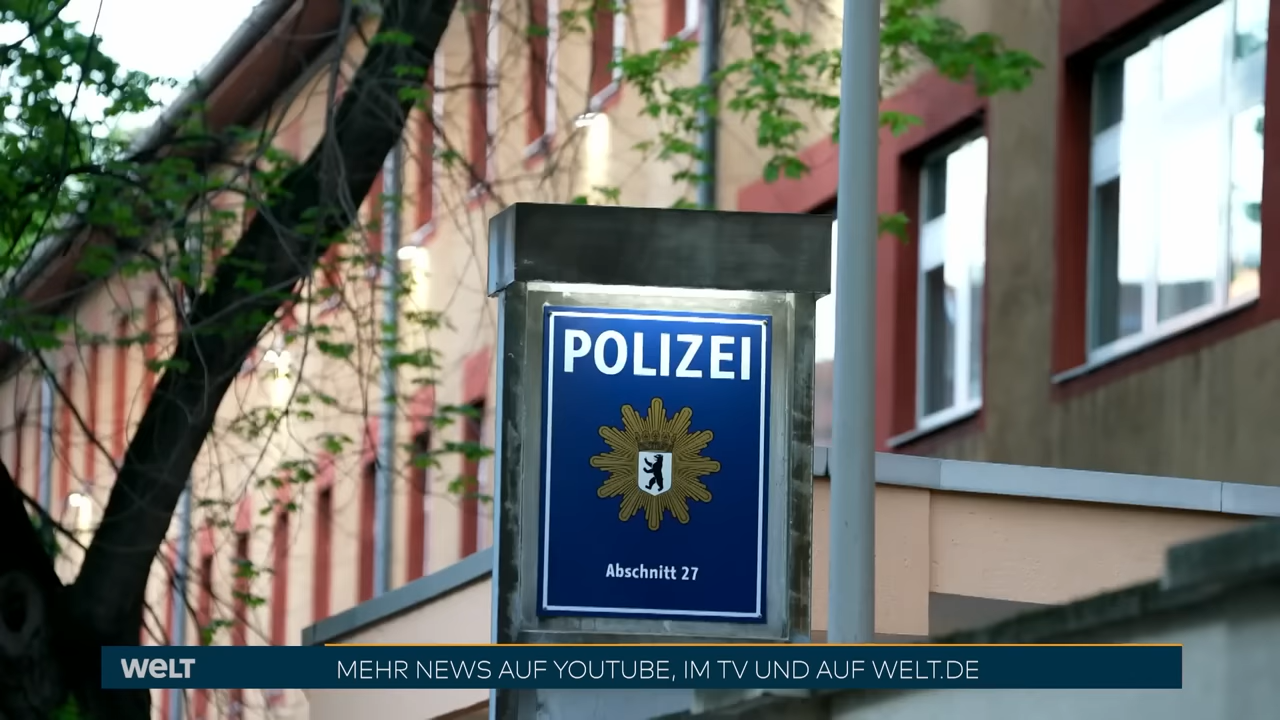 POLIZEI
Abschnitt 27
WELT
MEHR NEWS AUF YOUTUBE, IM TV UND AUF WELT.DE